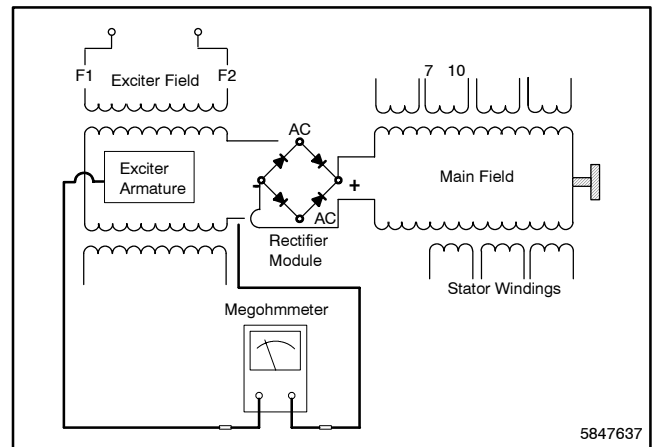 F1
Exciter Field
F2
7 10
AC
Exciter
Armature
-
+
Main Field
AC
Rectifier
Module
Stator Windings
Megohmmeter
5847637